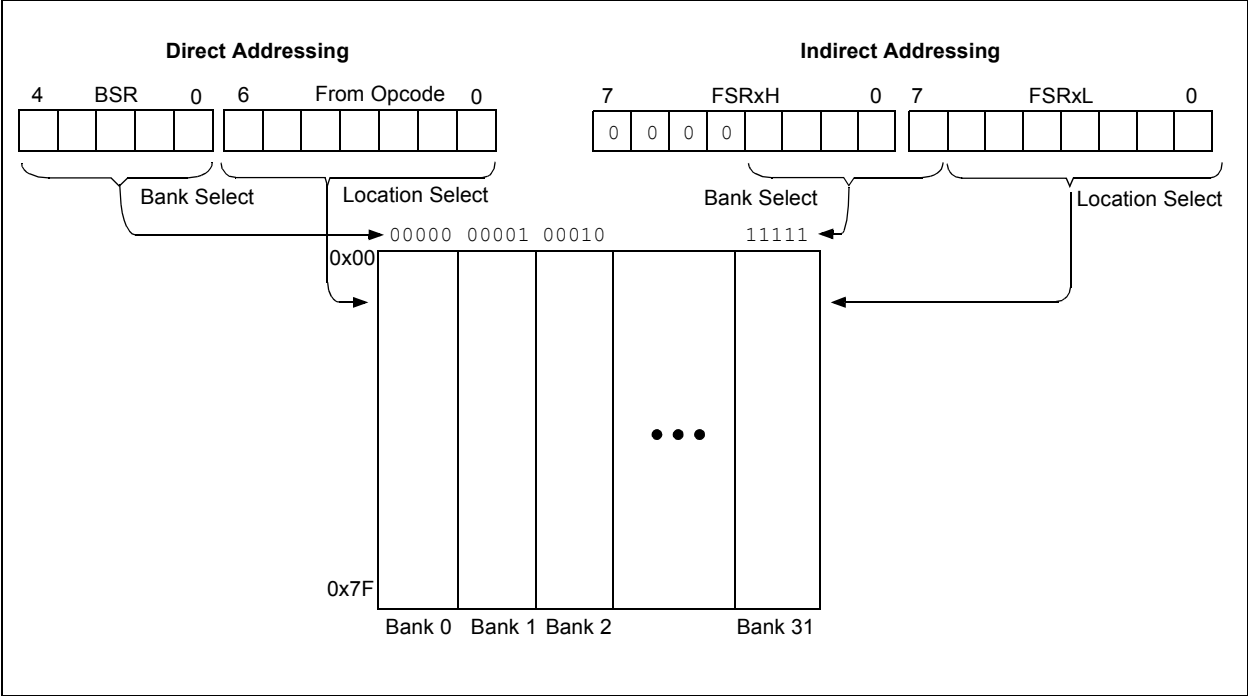 Direct Addressing
Indirect Addressing
4 BSR 0 6 From Opcode 0
7 FSRxH 0 7 FSRxL 0
0 0 0 0
Bank Select
Location Select
Bank Select
Location Select
00000 00001 00010 11111
0x00
0x7F
Bank 0 Bank 1 Bank 2 Bank 31